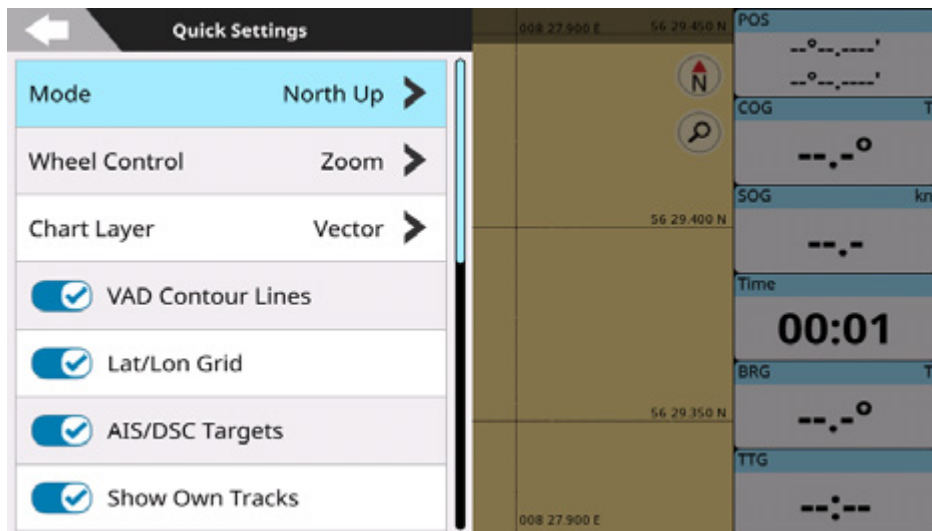 Quick Settings
Mode North Up
Wheel Control Zoom
Chart Layer Vector
VAD Contour Lines
Lat/Lon Grid
AIS/DSC Targets
Show Own Tracks
008 27.900 E 56 29.450 N
N
56 29.400 N
56 29.350 N
008 27.900 E
POS
--°--.----'
--°--.----'
COG T
--.-°
SOG kn
--.-
Time
00:01
BRG T
--.-°
TTG
--:--